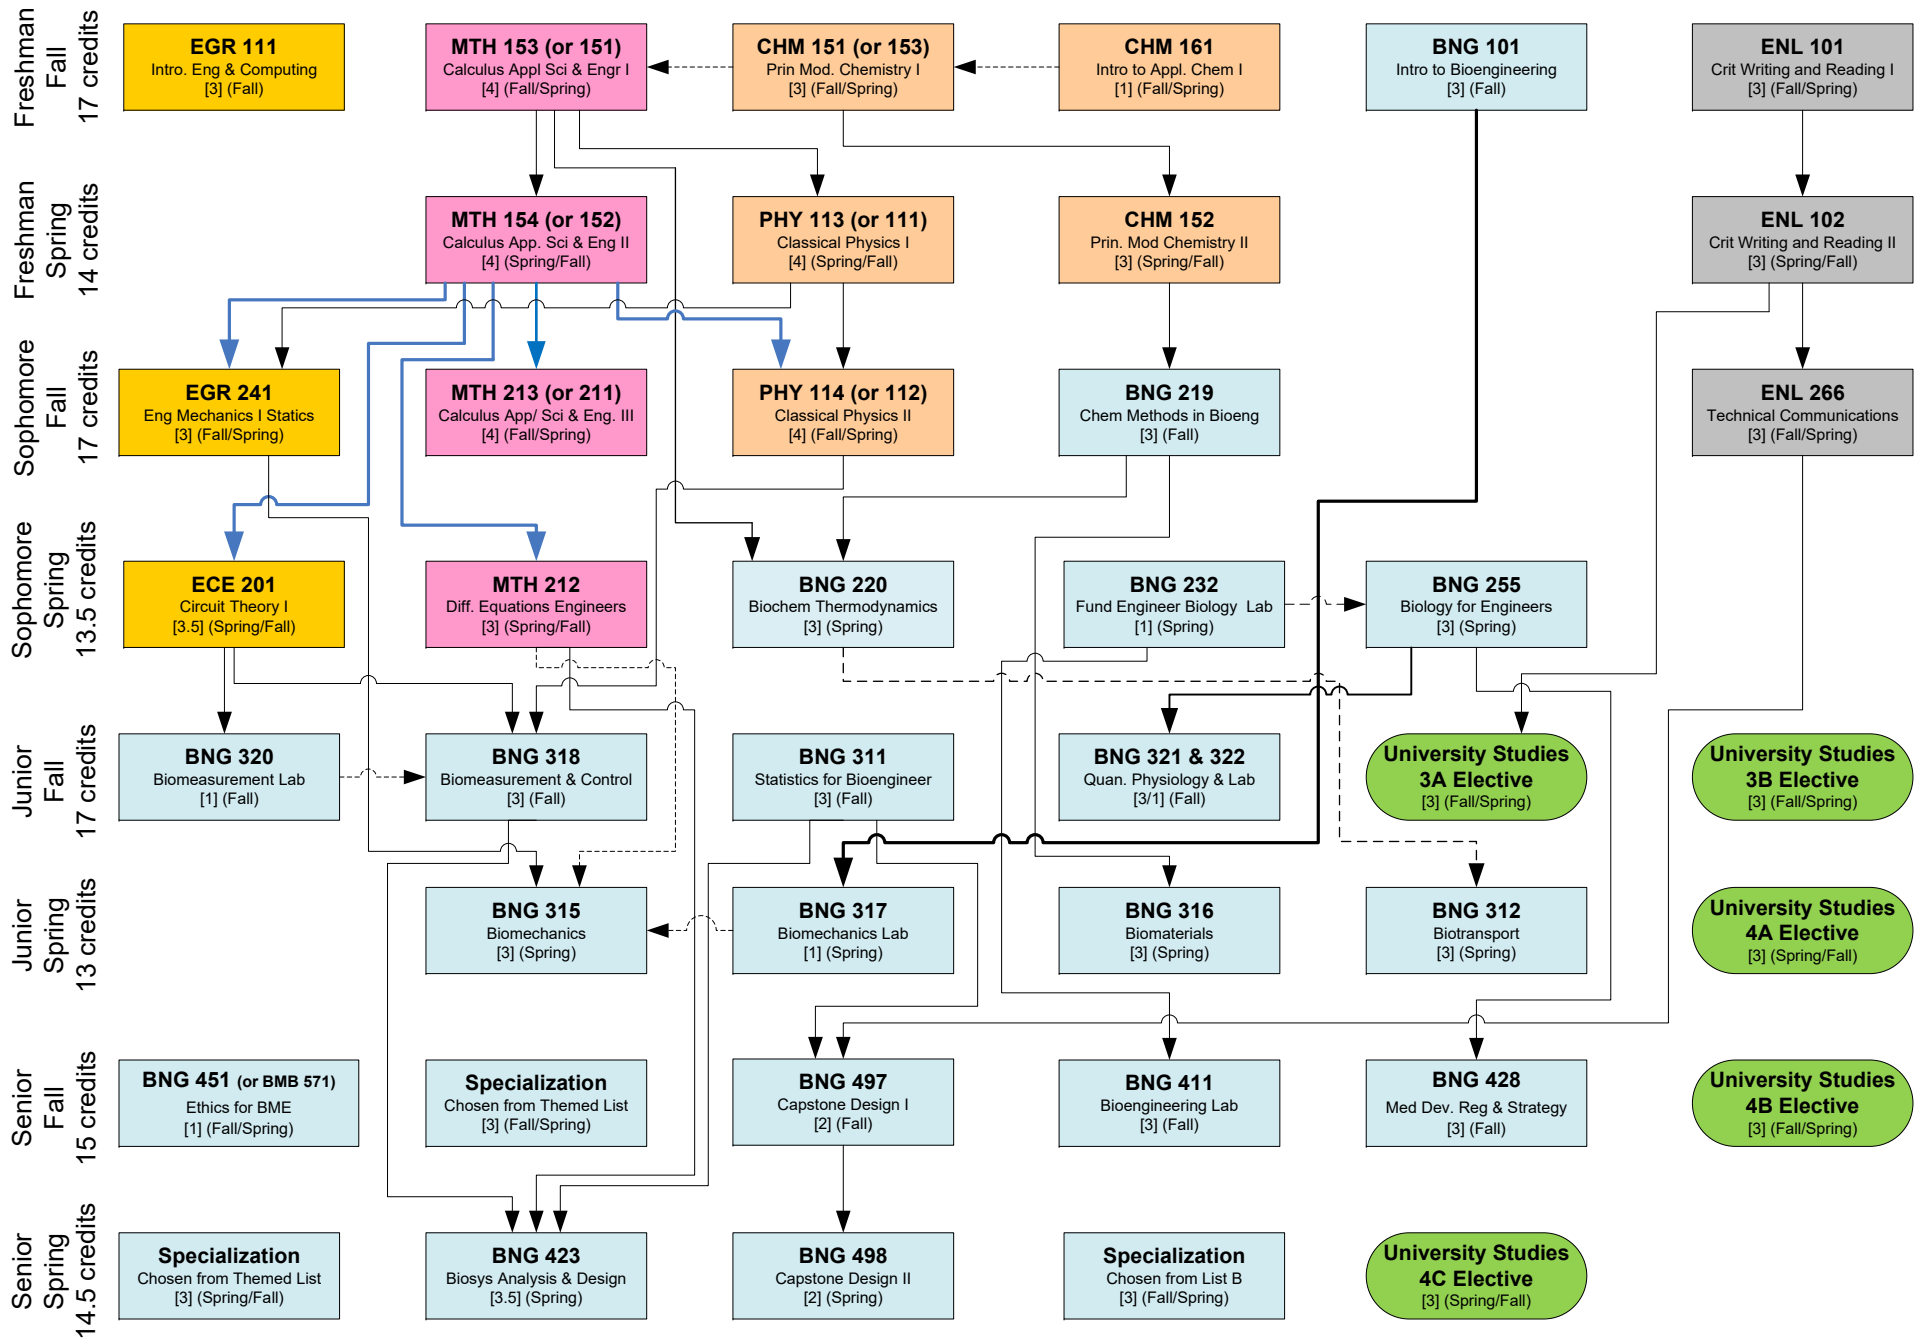 Freshman
Fall
17 credits
EGR 111
Intro. Eng & Computing
[3] (Fall)
MTH 153 (or 151)
Calculus Appl Sci & Engr I
[4] (Fall/Spring)
CHM 151 (or 153)
Prin Mod. Chemistry I
[3] (Fall/Spring)
CHM 161
Intro to Appl. Chem I
[1] (Fall/Spring)
BNG 101
Intro to Bioengineering
[3] (Fall)
ENL 101
Crit Writing and Reading I
[3] (Fall/Spring)
Freshman
Spring
14 credits
MTH 154 (or 152)
Calculus App. Sci & Eng II
[4] (Spring/Fall)
PHY 113 (or 111)
Classical Physics I
[4] (Spring/Fall)
CHM 152
Prin. Mod Chemistry II
[3] (Spring/Fall)
ENL 102
Crit Writing and Reading II
[3] (Spring/Fall)
Sophomore
Fall
17 credits
EGR 241
Eng Mechanics I Statics
[3] (Fall/Spring)
MTH 213 (or 211)
Calculus App/ Sci & Eng. III
[4] (Fall/Spring)
PHY 114 (or 112)
Classical Physics II
[4] (Fall/Spring)
BNG 219
Chem Methods in Bioeng
[3] (Fall)
ENL 266
Technical Communications
[3] (Fall/Spring)
Sophomore
Spring
13.5 credits
ECE 201
Circuit Theory I
[3.5] (Spring/Fall)
MTH 212
Diff. Equations Engineers
[3] (Spring/Fall)
BNG 220
Biochem Thermodynamics
[3] (Spring)
BNG 232
Fund Engineer Biology Lab
[1] (Spring)
BNG 255
Biology for Engineers
[3] (Spring)
Junior
Fall
17 credits
BNG 320
Biomeasurement Lab
[1] (Fall)
BNG 318
Biomeasurement & Control
[3] (Fall)
BNG 311
Statistics for Bioengineer
[3] (Fall)
BNG 321 & 322
Quan. Physiology & Lab
[3/1] (Fall)
University Studies
3A Elective
[3] (Fall/Spring)
University Studies
3B Elective
[3] (Fall/Spring)
Junior
Spring
13 credits
BNG 315
Biomechanics
[3] (Spring)
BNG 317
Biomechanics Lab
[1] (Spring)
BNG 316
Biomaterials
[3] (Spring)
BNG 312
Biotransport
[3] (Spring)
University Studies
4A Elective
[3] (Spring/Fall)
Senior
Fall
15 credits
BNG 451 (or BMB 571)
Ethics for BME
[1] (Fall/Spring)
Specialization
Chosen from Themed List
[3] (Fall/Spring)
BNG 497
Capstone Design I
[2] (Fall)
BNG 411
Bioengineering Lab
[3] (Fall)
BNG 428
Med Dev. Reg & Strategy
[3] (Fall)
University Studies
4B Elective
[3] (Fall/Spring)
Senior
Spring
14.5 credits
Specialization
Chosen from Themed List
[3] (Spring/Fall)
BNG 423
Biosys Analysis & Design
[3.5] (Spring)
BNG 498
Capstone Design II
[2] (Spring)
Specialization
Chosen from List B
[3] (Fall/Spring)
University Studies
4C Elective
[3] (Spring/Fall)